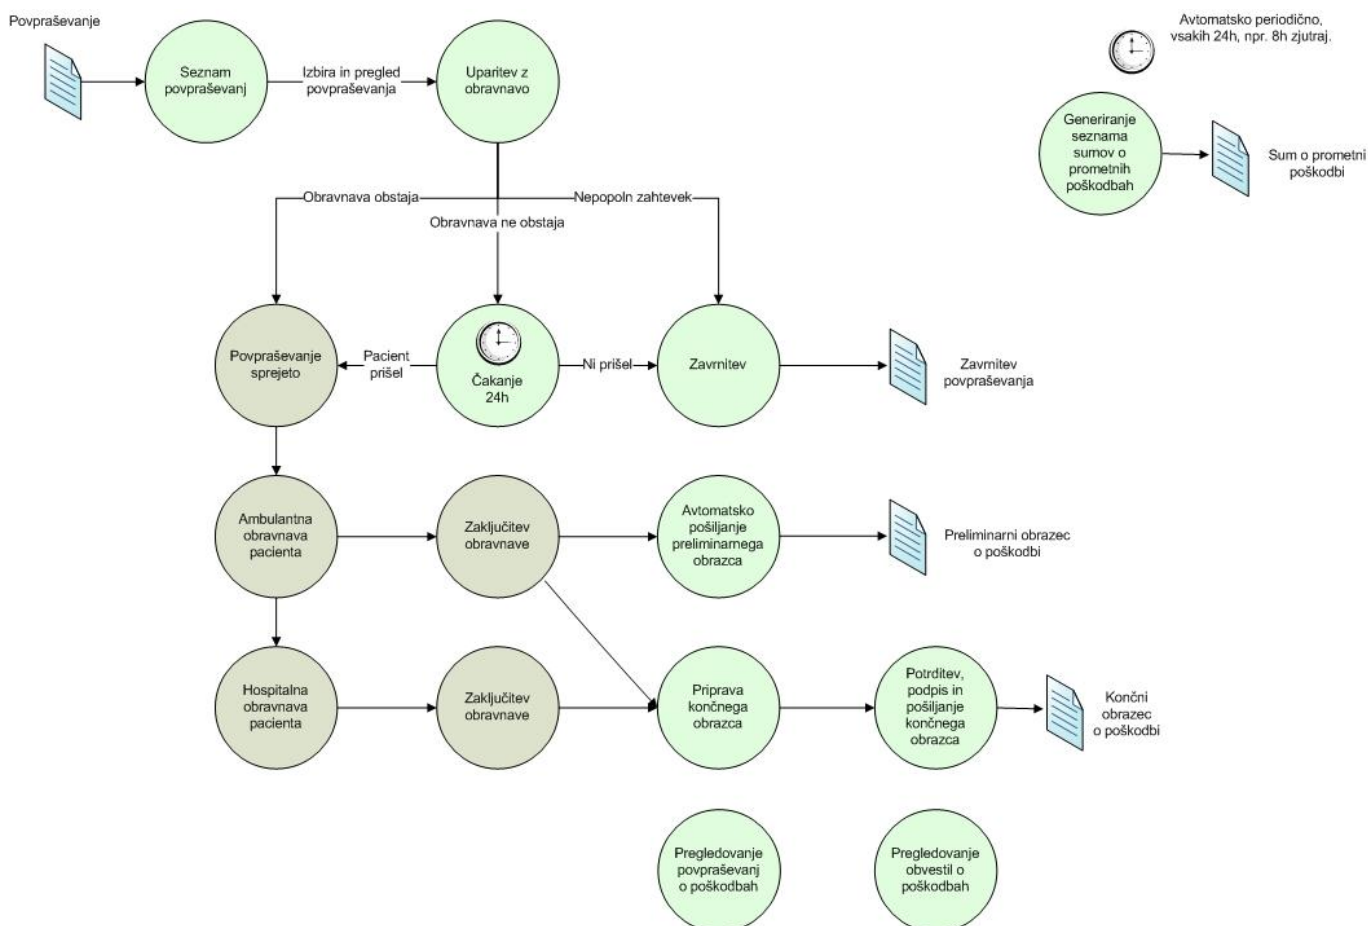 Povpraševanje
Avtomatsko periodično,
vsakih 24h, npr. 8h zjutraj.
Seznam
povpraševanj
Izbira in pregled
povpraševanja
Uparitev z
obravnavo
Generiranje
seznama
sumov o
prometnih
poškodbah
Sum o prometni
poškodbi
Obravnava obstaja
Nepopoln zahtevek
Obravnava ne obstaja
Povpraševanje
sprejeto
Pacient
prišel
Čakanje
24h
Ni prišel
Zavrnitev
Zavrnitev
povpraševanja
Ambulantna
obravnava
pacienta
Zaključitev
obravnave
Avtomatsko
pošiljanje
preliminarnega
obrazca
Preliminarni obrazec
o poškodbi
Hospitalna
obravnava
pacienta
Zaključitev
obravnave
Priprava
končnega
obrazca
Potrditev,
podpis in
pošiljanje
končnega
obrazca
Končni
obrazec
o poškodbi
Pregledovanje
povpraševanj
o poškodbah
Pregledovanje
obvestil o
poškodbah